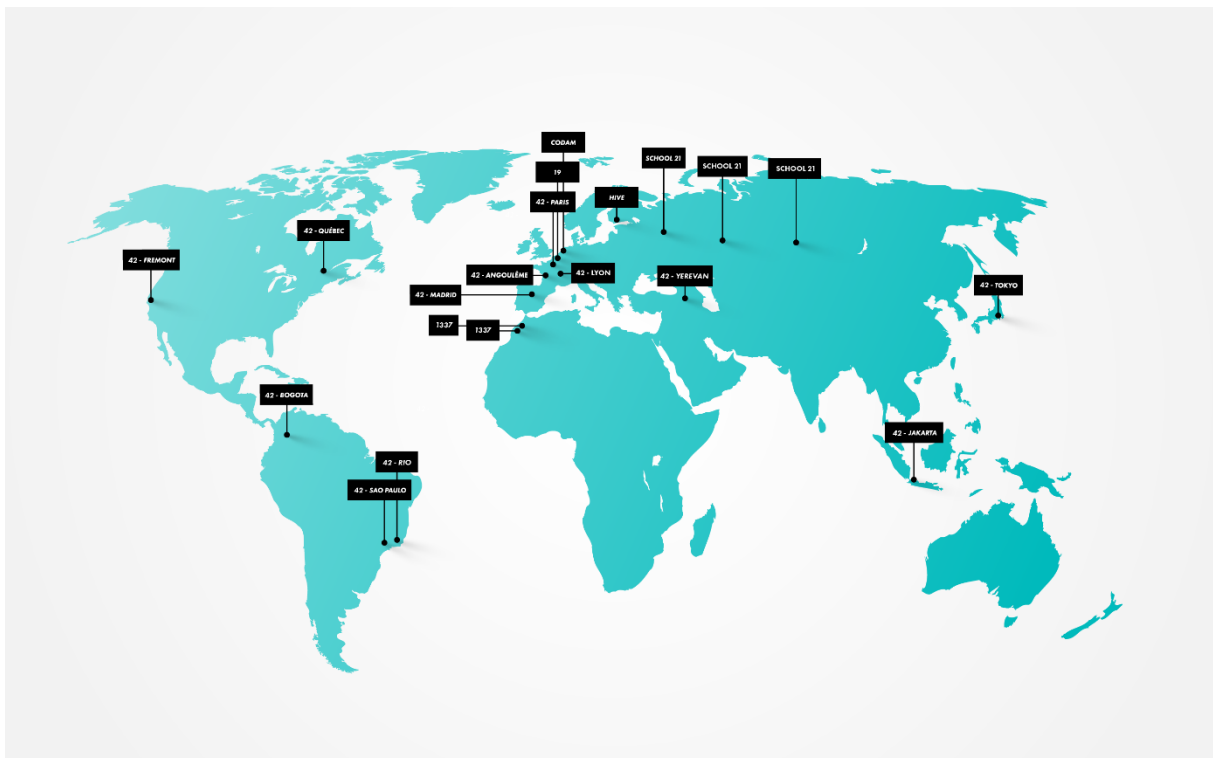 CODAM
19
42 - PARIS
SCHOOL 21
SCHOOL 21
SCHOOL 21
HIVE
42 - QUÉBEC
42 - FREMONT
42 - ANGOULÊME
42 - LYON
42 - YEREVAN
42 - TOKYO
42 - MADRID
1337
1337
42 - BOGOTA
42 - JAKARTA
42 - RIO
42 - SAO PAULO